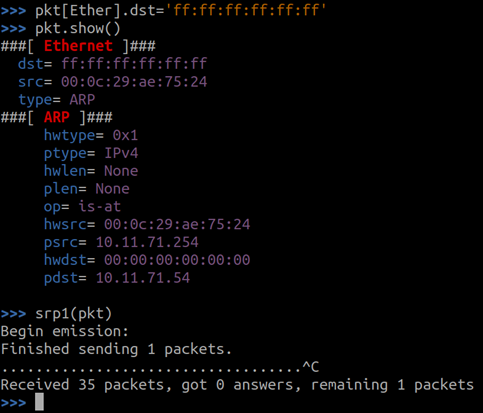 >>> pkt[Ether].dst='ff:ff:ff:ff:ff:ff'
>>> pkt.show()
###[ Ethernet ]###
  dst= ff:ff:ff:ff:ff:ff
  src= 00:0c:29:ae:75:24
  type= ARP
###[ ARP ]###
     hwtype= 0x1
     ptype= IPv4
     hwlen= None
     plen= None
     op= is-at
     hwsrc= 00:0c:29:ae:75:24
     psrc= 10.11.71.254
     hwdst= 00:00:00:00:00:00
     pdst= 10.11.71.54
>>> srp1(pkt)
Begin emission:
Finished sending 1 packets.
...................................^C
Received 35 packets, got 0 answers, remaining 1 packets
>>>